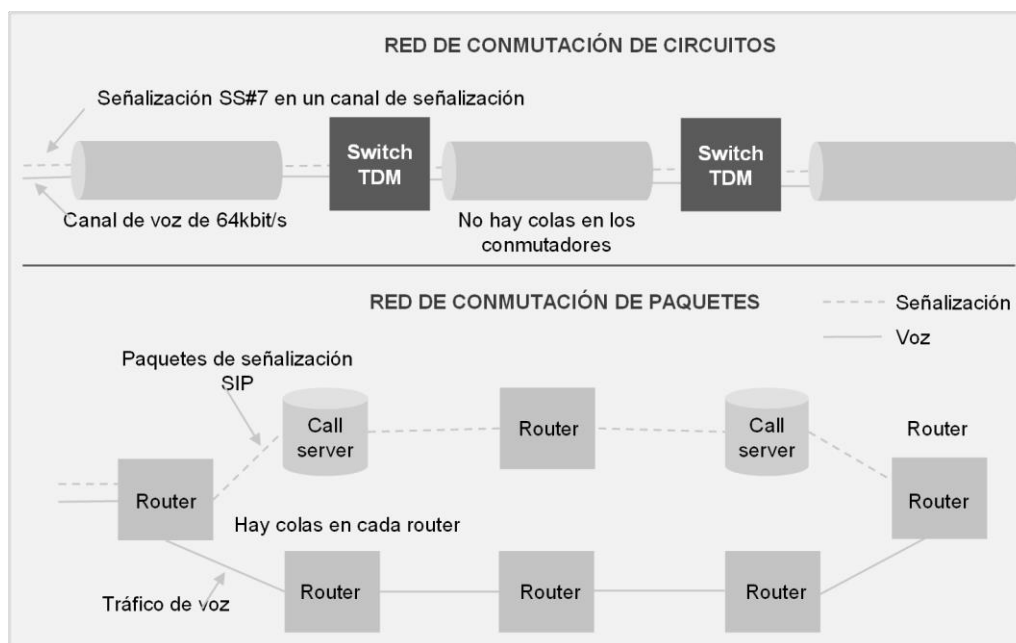 RED DE CONMUTACIÓN DE CIRCUITOS
Señalización SS#7 en un canal de señalización
Switch
TDM
Switch
TDM
Canal de voz de 64kbit/s
No hay colas en los
conmutadores
RED DE CONMUTACIÓN DE PAQUETES
Señalización
Voz
Paquetes de señalización
SIP
Call
server
Router
Call
server
Router
Router
Router
Hay colas en cada router
Router
Router
Router
Tráfico de voz